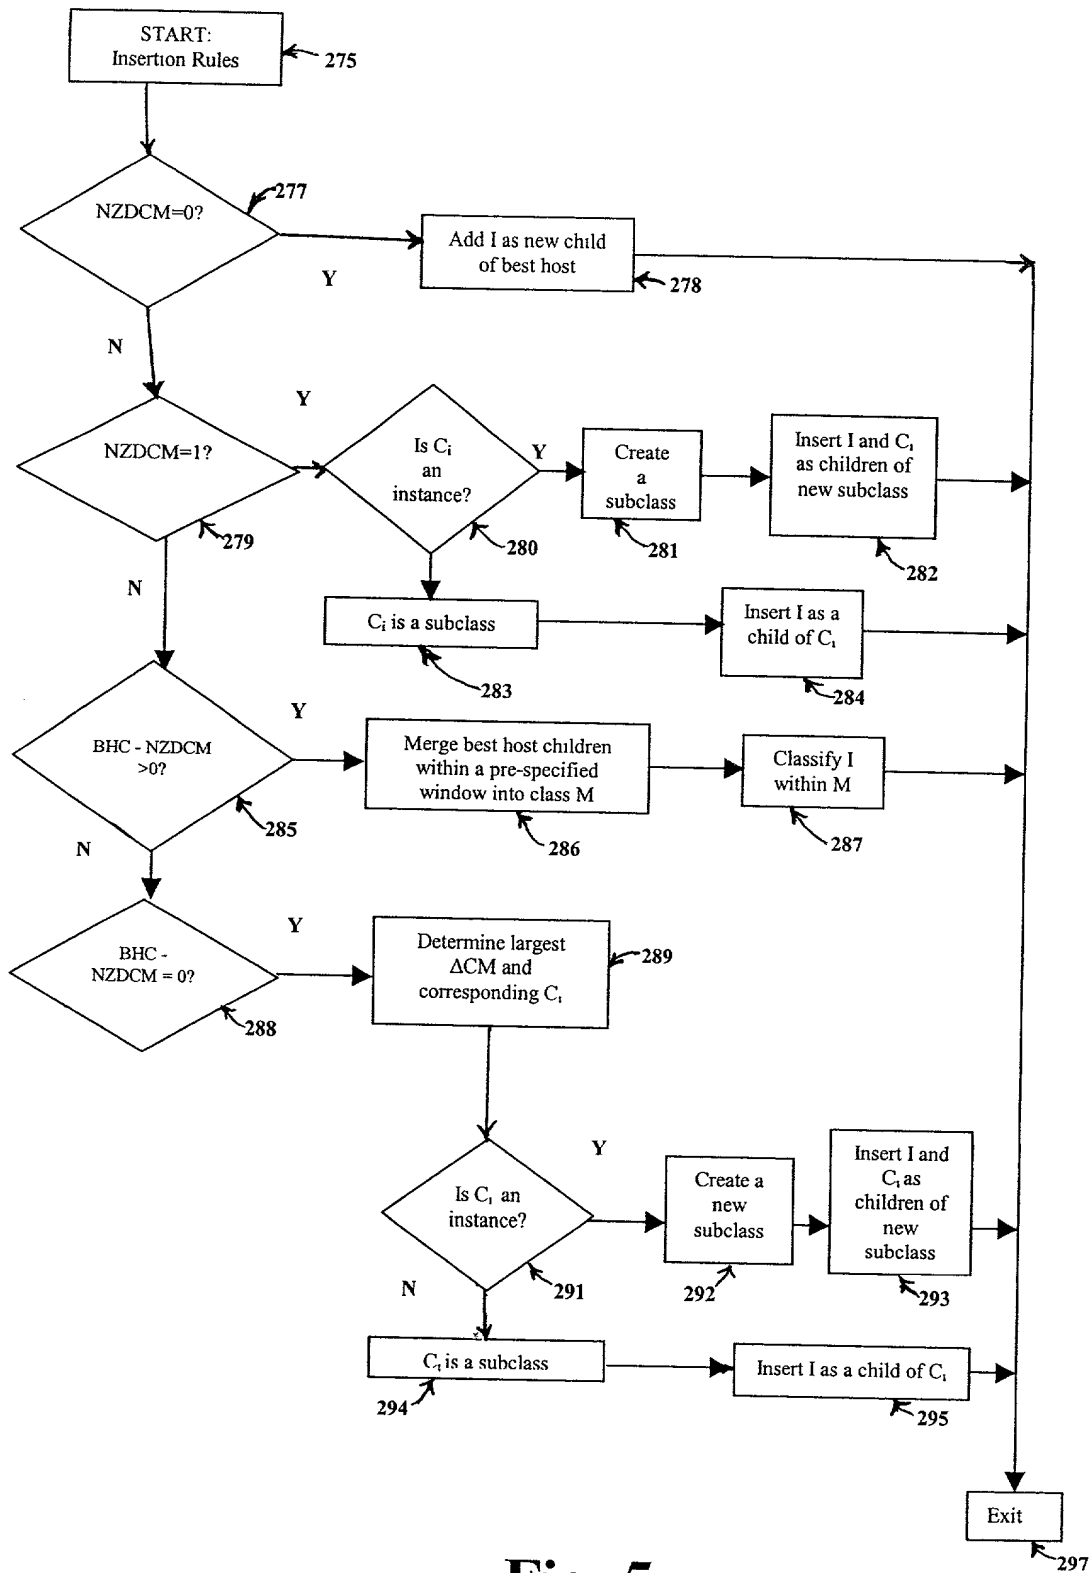 START:
Insertion Rules
275
277
NZDCM=0?
Y
Add I as new child
of best host
278
N
NZDCM=1?
279
Y
Is Ci
an
instance?
280
Y
Create
a
subclass
281
Insert I and Ci
as children of
new subclass
282
N
Ci is a subclass
283
Insert I as a
child of Ci
284
BHC - NZDCM
>0?
285
Y
Merge best host children
within a pre-specified
window into class M
286
Classify I
within M
287
N
BHC -
NZDCM = 0?
288
Y
Determine largest
ΔCM and
corresponding Ci
289
Is Ci an
instance?
291
Y
Create a
new
subclass
292
Insert I and
Ci as
children of
new
subclass
293
N
Ci is a subclass
294
Insert I as a child of Ci
295
Exit
297